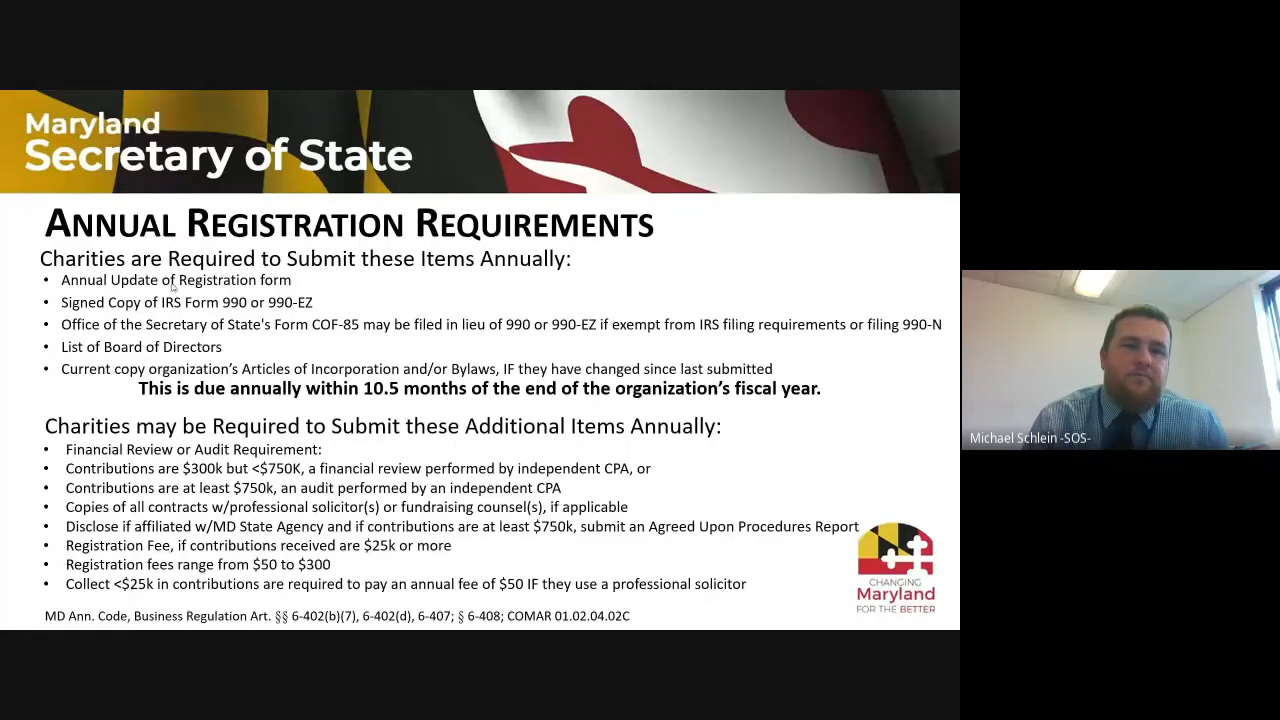 Maryland
Secretary of State
ANNUAL REGISTRATION REQUIREMENTS
Charities are Required to Submit these Items Annually:
• Annual Update of Registration form
• Signed Copy of IRS Form 990 or 990-EZ
• Office of the Secretary of State's Form COF-85 may be filed in lieu of 990 or 990-EZ if exempt from IRS filing requirements or filing 990-N
• List of Board of Directors
• Current copy organization’s Articles of Incorporation and/or Bylaws, IF they have changed since last submitted
This is due annually within 10.5 months of the end of the organization’s fiscal year.
Charities may be Required to Submit these Additional Items Annually:
• Financial Review or Audit Requirement:
• Contributions are $300k but <$750K, a financial review performed by independent CPA, or
• Contributions are at least $750k, an audit performed by an independent CPA
• Copies of all contracts w/professional solicitor(s) or fundraising counsel(s), if applicable
• Disclose if affiliated w/MD State Agency and if contributions are at least $750k, submit an Agreed Upon Procedures Report
• Registration Fee, if contributions received are $25k or more
• Registration fees range from $50 to $300
• Collect <$25k in contributions are required to pay an annual fee of $50 IF they use a professional solicitor
MD Ann. Code, Business Regulation Art. §§ 6-402(b)(7), 6-402(d), 6-407; § 6-408; COMAR 01.02.04.02C
CHANGING
Maryland
FOR THE BETTER
Michael Schlein -SOS-